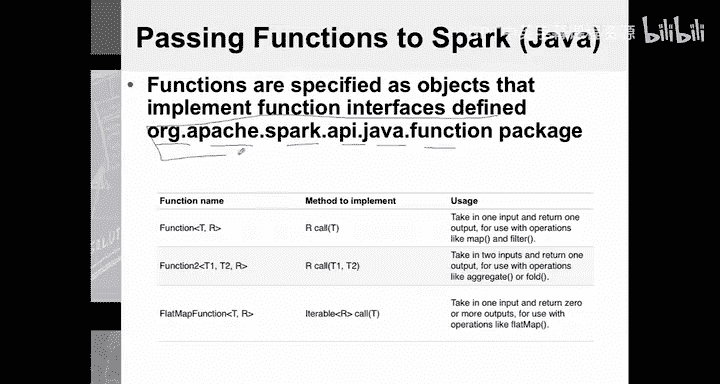 Passing Functions to Spark (Java)
bilibili
• Functions are specified as objects that
implement function interfaces defined
org.apache.spark.api.java.function package
Function name Method to implement Usage
Function<T, R> R call(T) Take in one input and return one
output, for use with operations
like map() and filter().
Function2<T1, T2, R> R call(T1, T2) Take in two inputs and return one
output, for use with operations
like aggregate() or fold().
FlatMapFunction<T, R> Iterable<R> call(T) Take in one input and return zero
or more outputs, for use with
operations like flatMap().